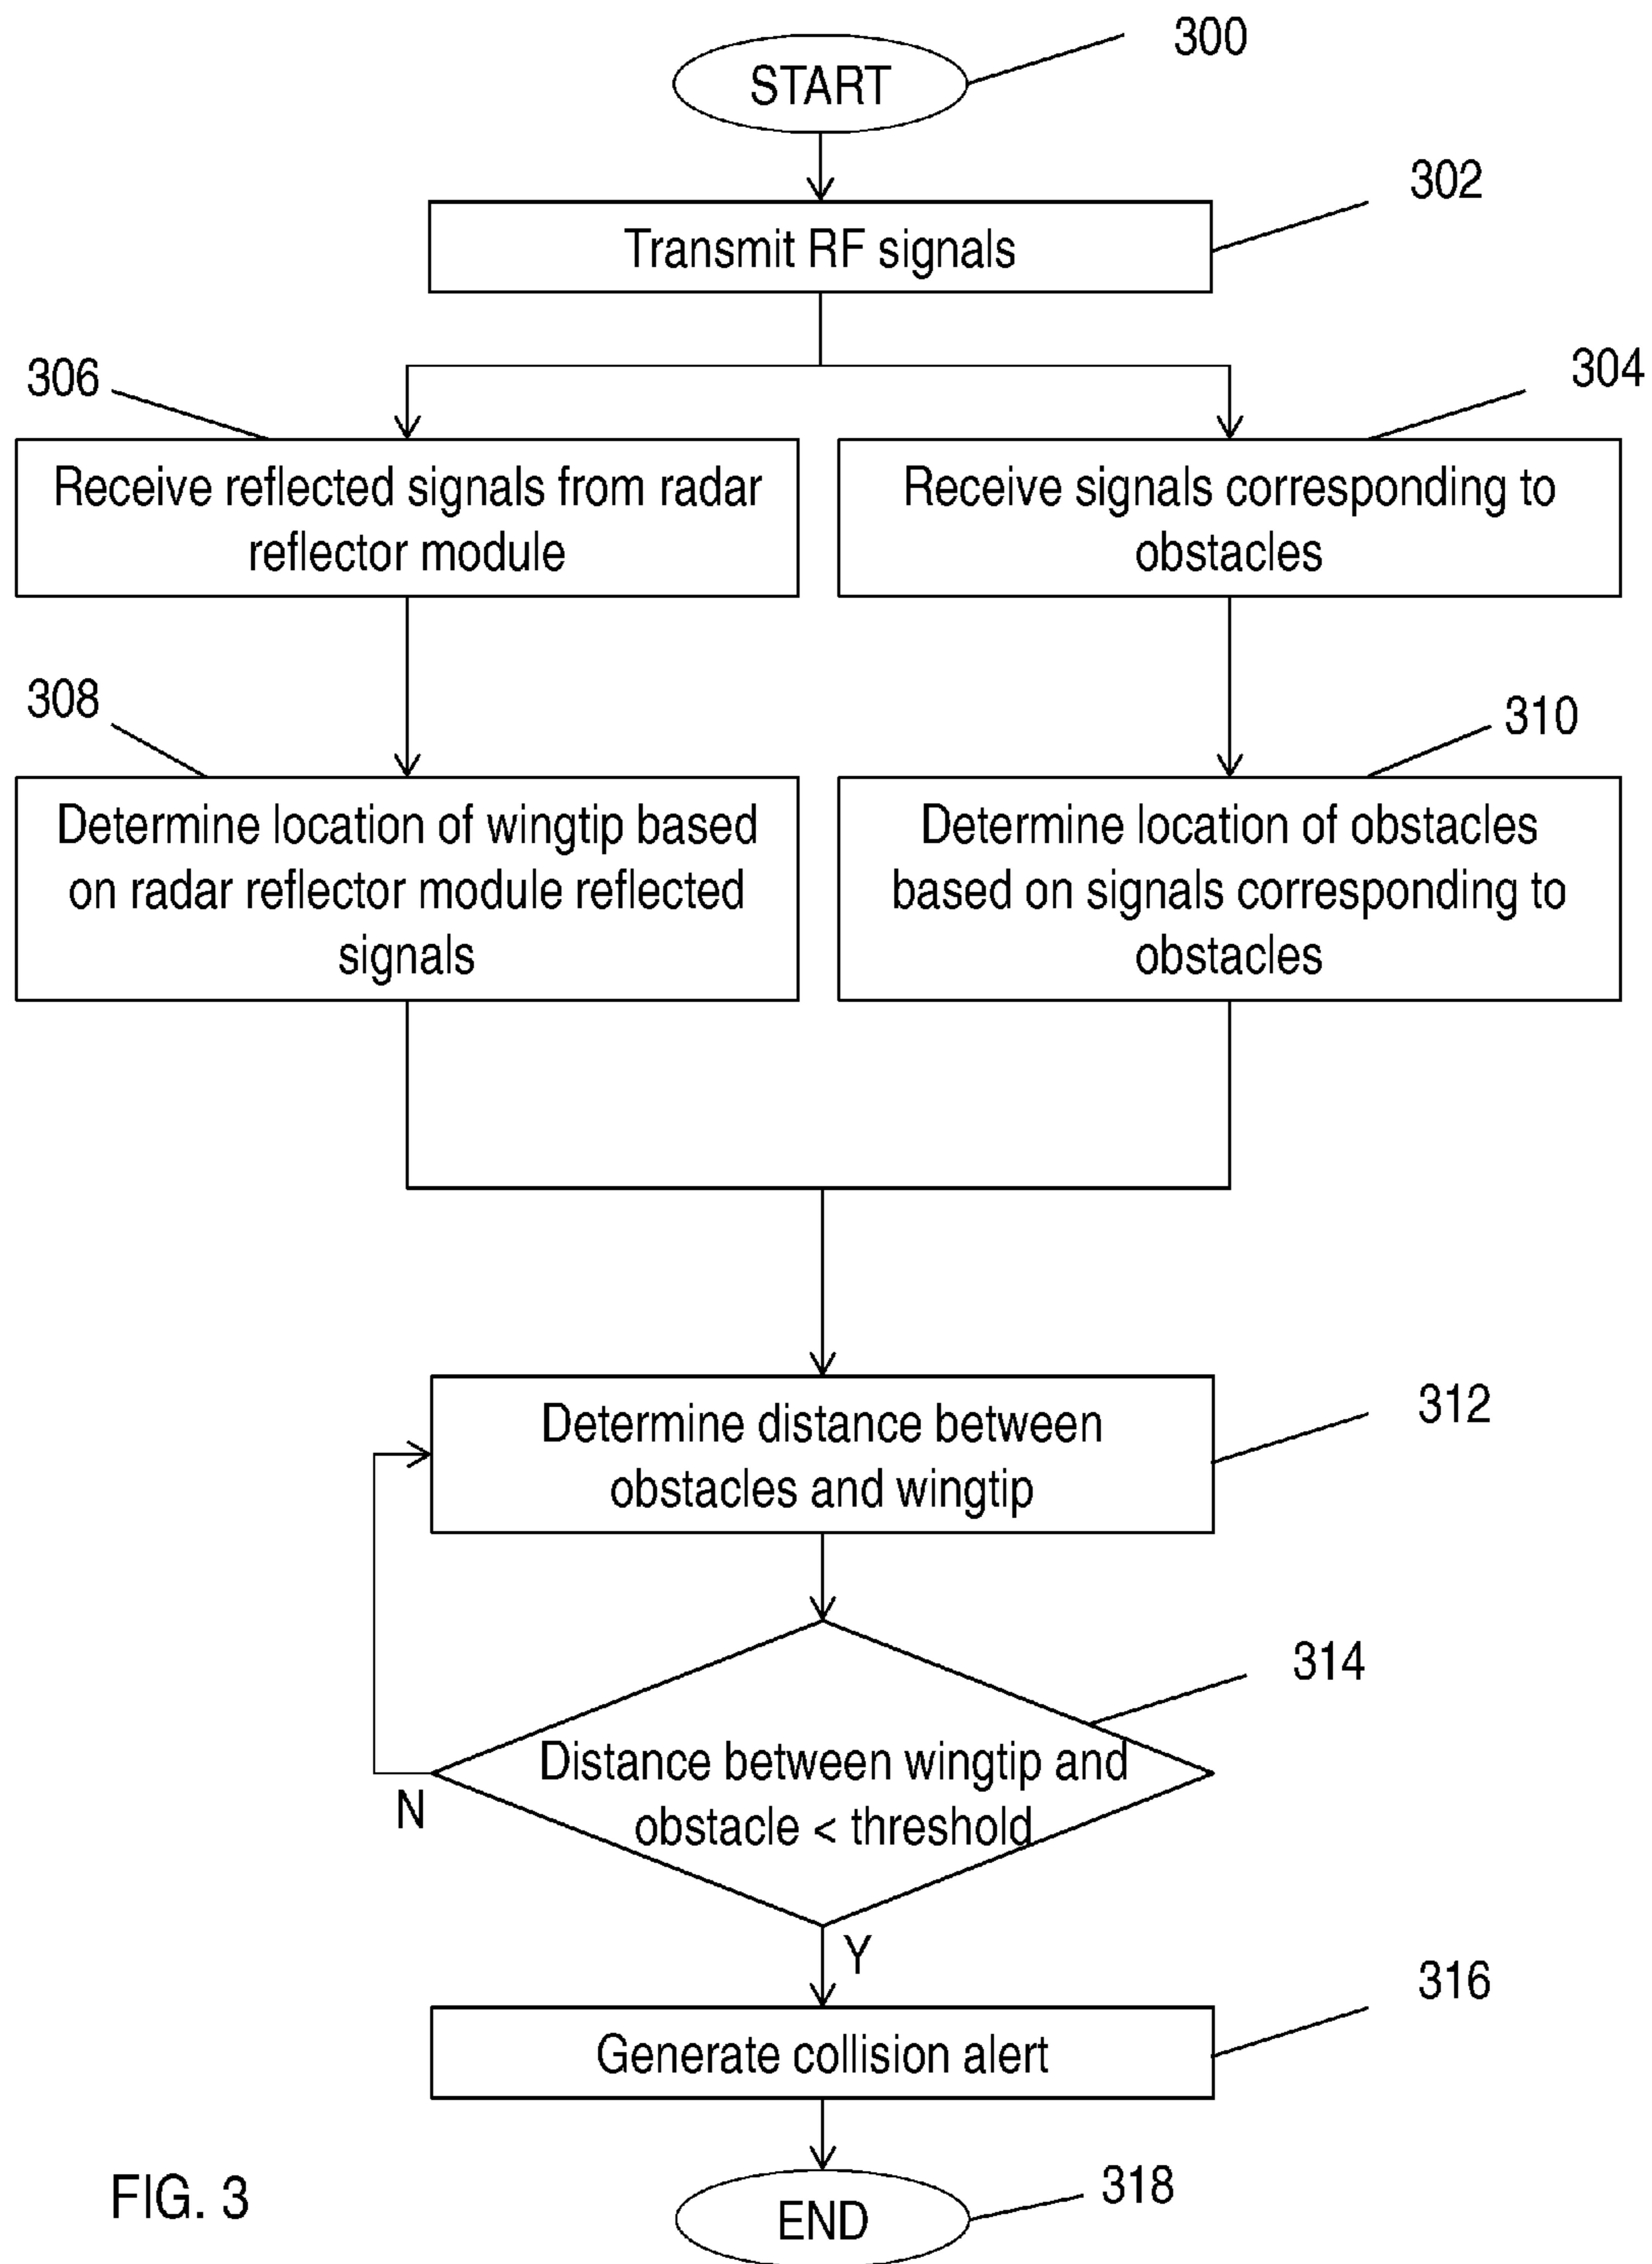 300
START
302
Transmit RF signals
306
304
Receive reflected signals from radar
reflector module
Receive signals corresponding to
obstacles
308
310
Determine location of wingtip based
on radar reflector module reflected
signals
Determine location of obstacles
based on signals corresponding to
obstacles
312
Determine distance between
obstacles and wingtip
314
Distance between wingtip and
obstacle < threshold
N
Y
316
Generate collision alert
318
END
FIG. 3